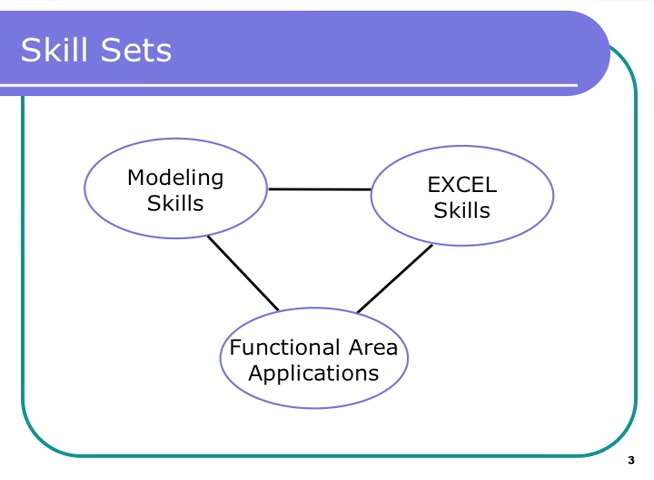 Skill Sets
Modeling
Skills
EXCEL
Skills
Functional Area
Applications
3